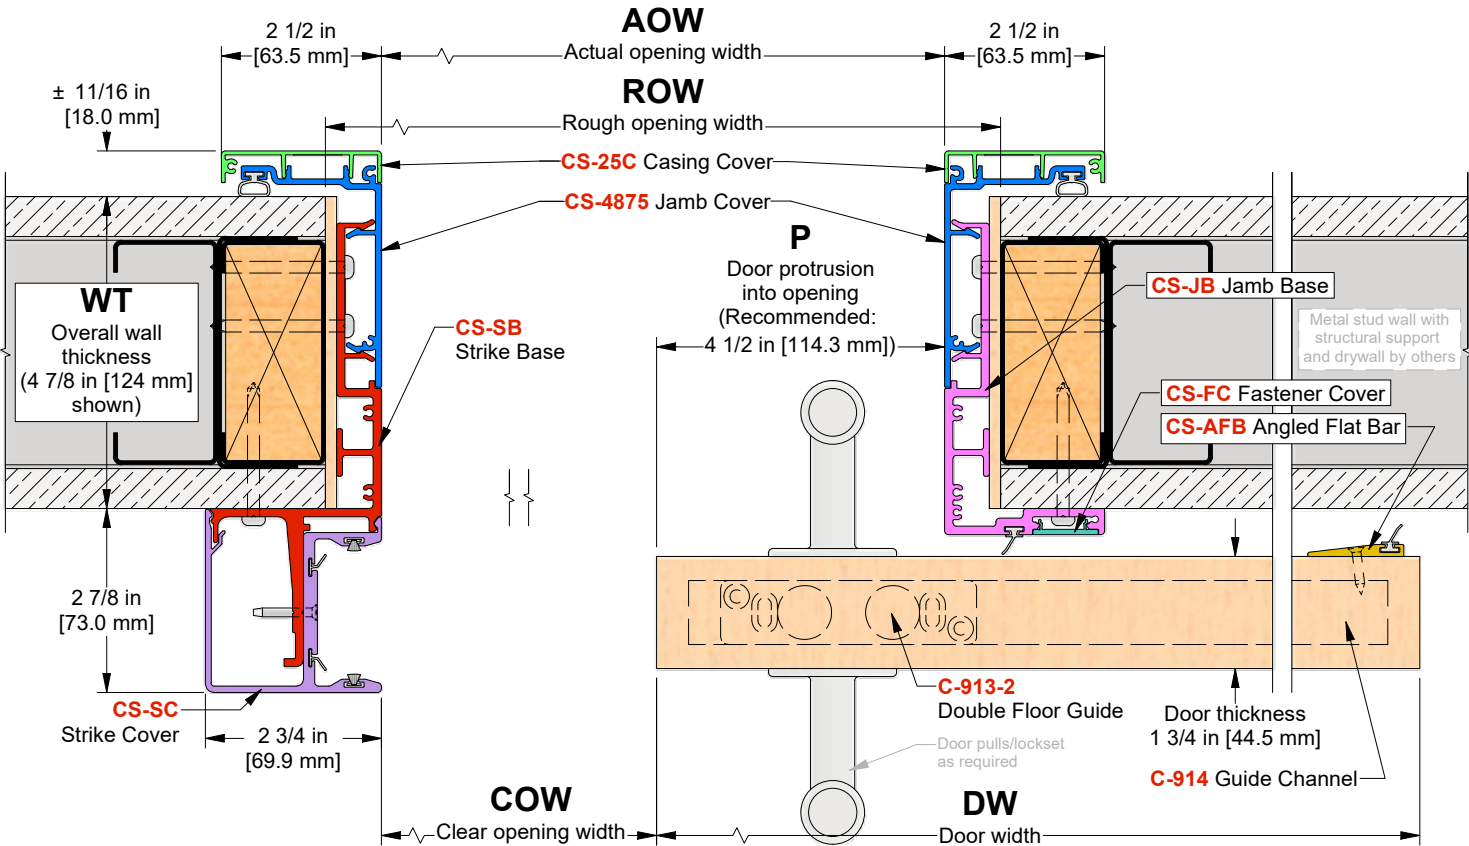 2 1/2 in
[63.5 mm]
AOW
Actual opening width
2 1/2 in
[63.5 mm]
± 11/16 in
[18.0 mm]
ROW
Rough opening width
CS-25C Casing Cover
CS-4875 Jamb Cover
P
Door protrusion
into opening
(Recommended:
4 1/2 in [114.3 mm])
CS-JB Jamb Base
WT
Overall wall
thickness
(4 7/8 in [124 mm]
shown)
CS-SB
Strike Base
Metal stud wall with
structural support
and drywall by others
CS-FC Fastener Cover
CS-AFB Angled Flat Bar
2 7/8 in
[73.0 mm]
CS-SC
Strike Cover
2 3/4 in
[69.9 mm]
C-913-2
Double Floor Guide
Door pulls/lockset
as required
Door thickness
1 3/4 in [44.5 mm]
C-914 Guide Channel
COW
Clear opening width
DW
Door width